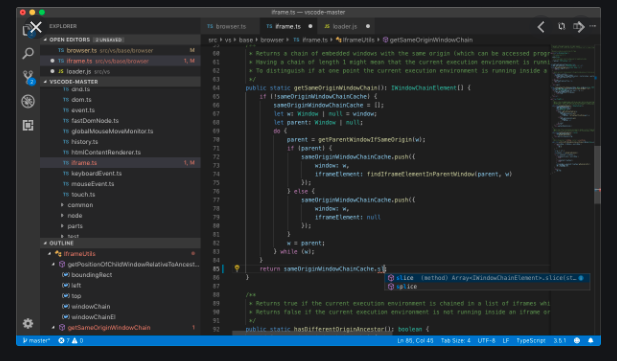 iframe.ts — vscode-master
EXPLORER
OPEN EDITORS 2 UNSAVED
TS browser.ts src/vs/base/browser M
TS iframe.ts src/vs/base/browser 1, M
JS loader.js src/vs
VSCODE-MASTER
TS dnd.ts
TS dom.ts
TS event.ts
TS fastDomNode.ts
TS globalMouseMoveMonitor.ts
TS history.ts
TS htmlContentRenderer.ts
TS iframe.ts 1, M
TS keyboardEvent.ts
TS mouseEvent.ts
TS touch.ts
common
node
parts
test
OUTLINE
IframeUtils
getPositionOfChildWindowRelativeToAncest...
boundingRect
left
top
windowChain
windowChainEl
getSameOriginWindowChain 1
TS browser.ts
TS iframe.ts
JS loader.js
src › vs › base › browser › TS iframe.ts › IframeUtils › getSameOriginWindowChain
60 * Returns a chain of embedded windows with the same origin (which can be accessed progr
61 * Having a chain of length 1 might mean that the current execution environment is runni
62 * To distinguish if at one point the current execution environment is running inside a
63 */
64 public static getSameOriginWindowChain(): IWindowChainElement[] {
65 if (!sameOriginWindowChainCache) {
66 sameOriginWindowChainCache = [];
67 let w: Window | null = window;
68 let parent: Window | null;
69 do {
70 parent = getParentWindowIfSameOrigin(w);
71 if (parent) {
72 sameOriginWindowChainCache.push({
73 window: w,
74 iframeElement: findIframeElementInParentWindow(parent, w)
75 });
76 } else {
77 sameOriginWindowChainCache.push({
78 window: w,
79 iframeElement: null
80 });
81 }
82 w = parent;
83 } while (w);
84 }
85 return sameOriginWindowChainCache.sl
86 }
slice (method) Array<IWindowChainElement>.slice(st…
splice
87
88 /**
89 * Returns true if the current execution environment is chained in a list of iframes whi
90 * Returns false if the current execution environment is not running inside an iframe or
91 */
92 public static hasDifferentOriginAncestor(): boolean {
master* 7 0
Ln 85, Col 45 Tab Size: 4 UTF-8 LF TypeScript 3.5.1